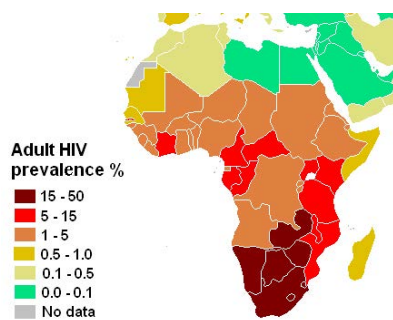 Adult HIV
prevalence %
15 - 50
5 - 15
1 - 5
0.5 - 1.0
0.1 - 0.5
0.0 - 0.1
No data